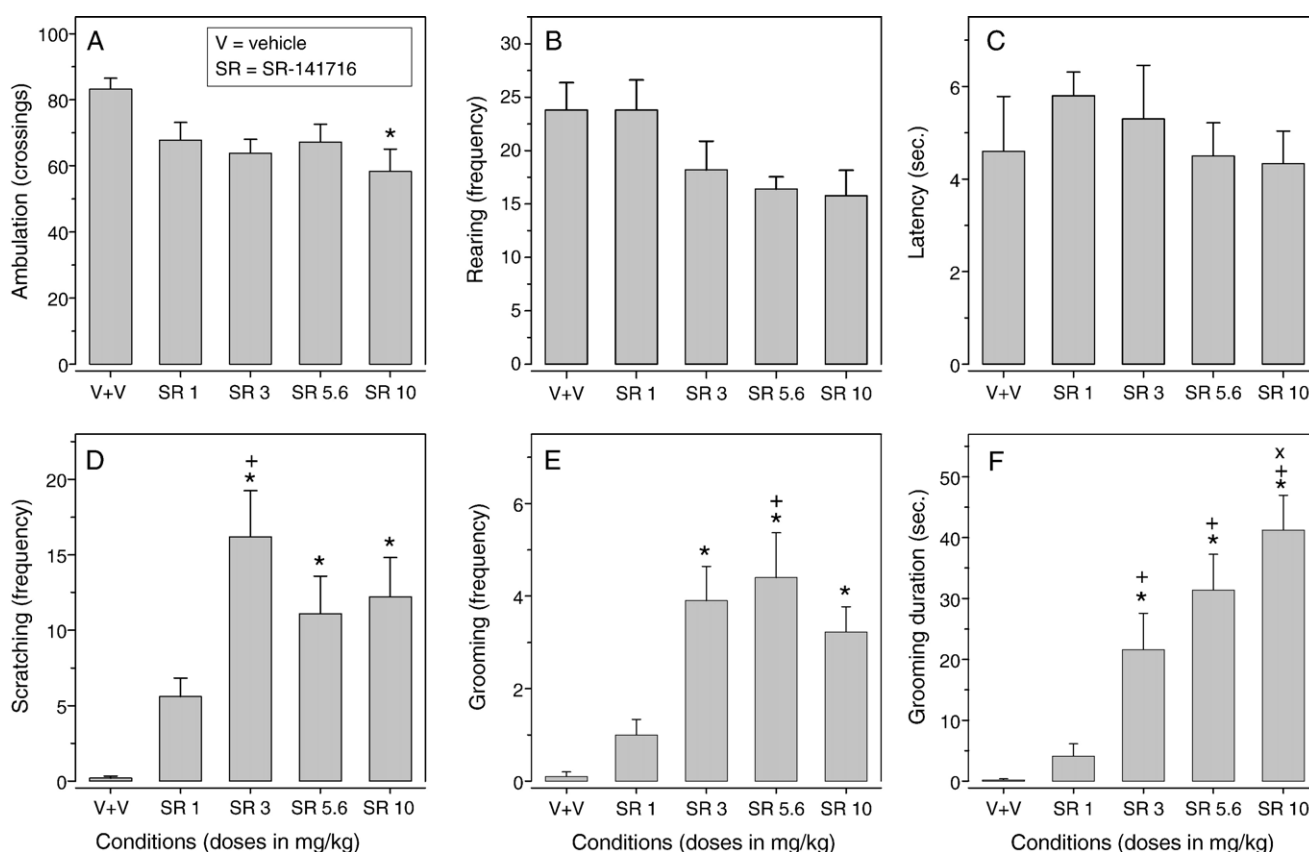 A
V = vehicle
SR = SR-141716
Ambulation (crossings)
100
80
60
40
20
0
*
V+V SR 1 SR 3 SR 5.6 SR 10
B
Rearing (frequency)
30
25
20
15
10
5
0
V+V SR 1 SR 3 SR 5.6 SR 10
C
Latency (sec.)
6
4
2
0
V+V SR 1 SR 3 SR 5.6 SR 10
D
Scratching (frequency)
20
15
10
5
0
+
*
*
*
V+V SR 1 SR 3 SR 5.6 SR 10
Conditions (doses in mg/kg)
E
Grooming (frequency)
6
4
2
0
*
+
*
*
V+V SR 1 SR 3 SR 5.6 SR 10
Conditions (doses in mg/kg)
F
Grooming duration (sec.)
50
40
30
20
10
0
+
*
+
*
x
+
*
V+V SR 1 SR 3 SR 5.6 SR 10
Conditions (doses in mg/kg)